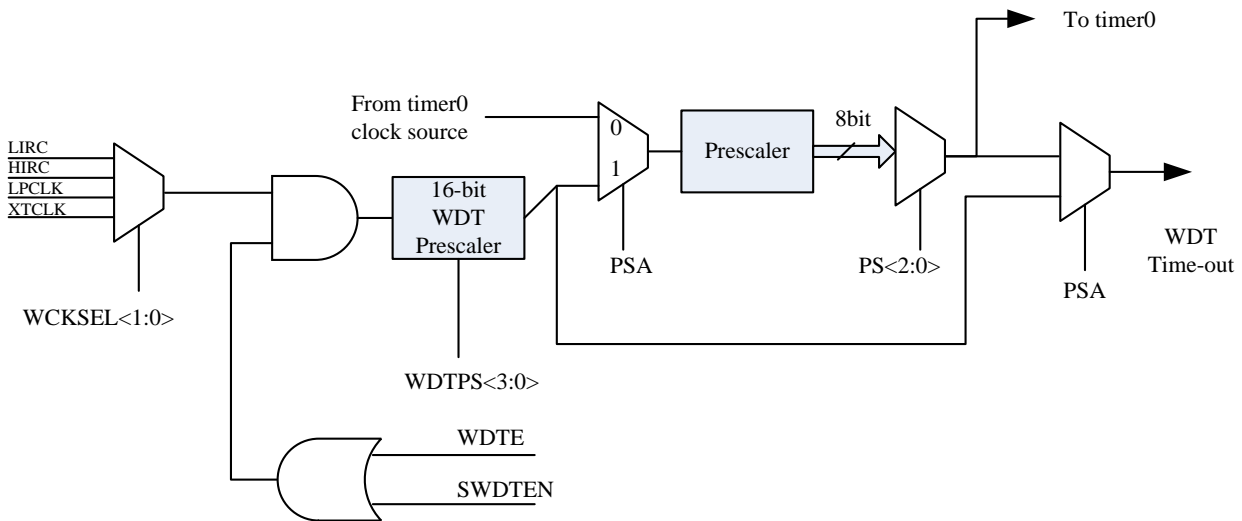 To timer0
From timer0
clock source
0
1
Prescaler
8bit
LIRC
HIRC
LPCLK
XTCLK
16-bit
WDT
Prescaler
PSA
PS<2:0>
WDT
Time-out
PSA
WCKSEL<1:0>
WDTPS<3:0>
WDTE
SWDTEN